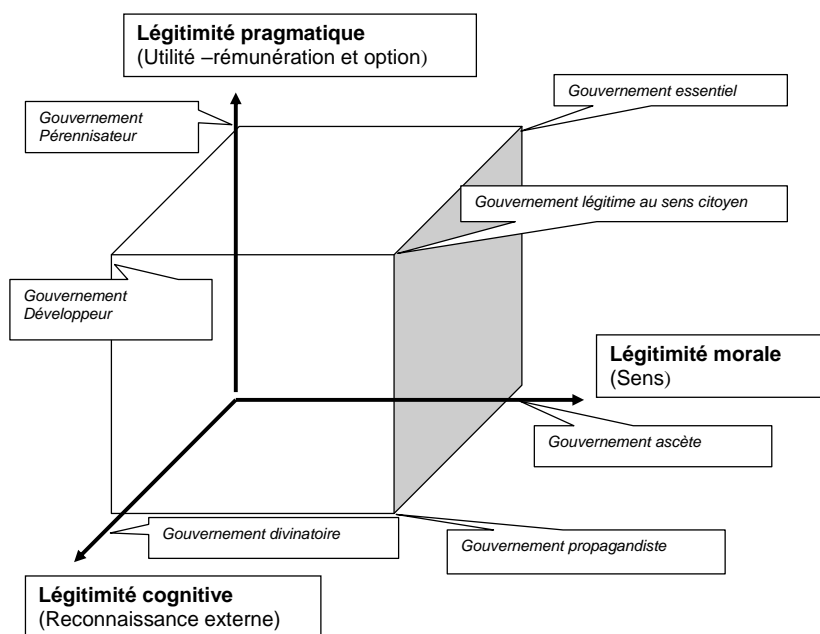 Légitimité pragmatique
(Utilité –rémunération et option)
Gouvernement essentiel
Gouvernement
Pérennisateur
Gouvernement légitime au sens citoyen
Gouvernement
Développeur
Légitimité morale
(Sens)
Gouvernement ascète
Gouvernement divinatoire
Gouvernement propagandiste
Légitimité cognitive
(Reconnaissance externe)